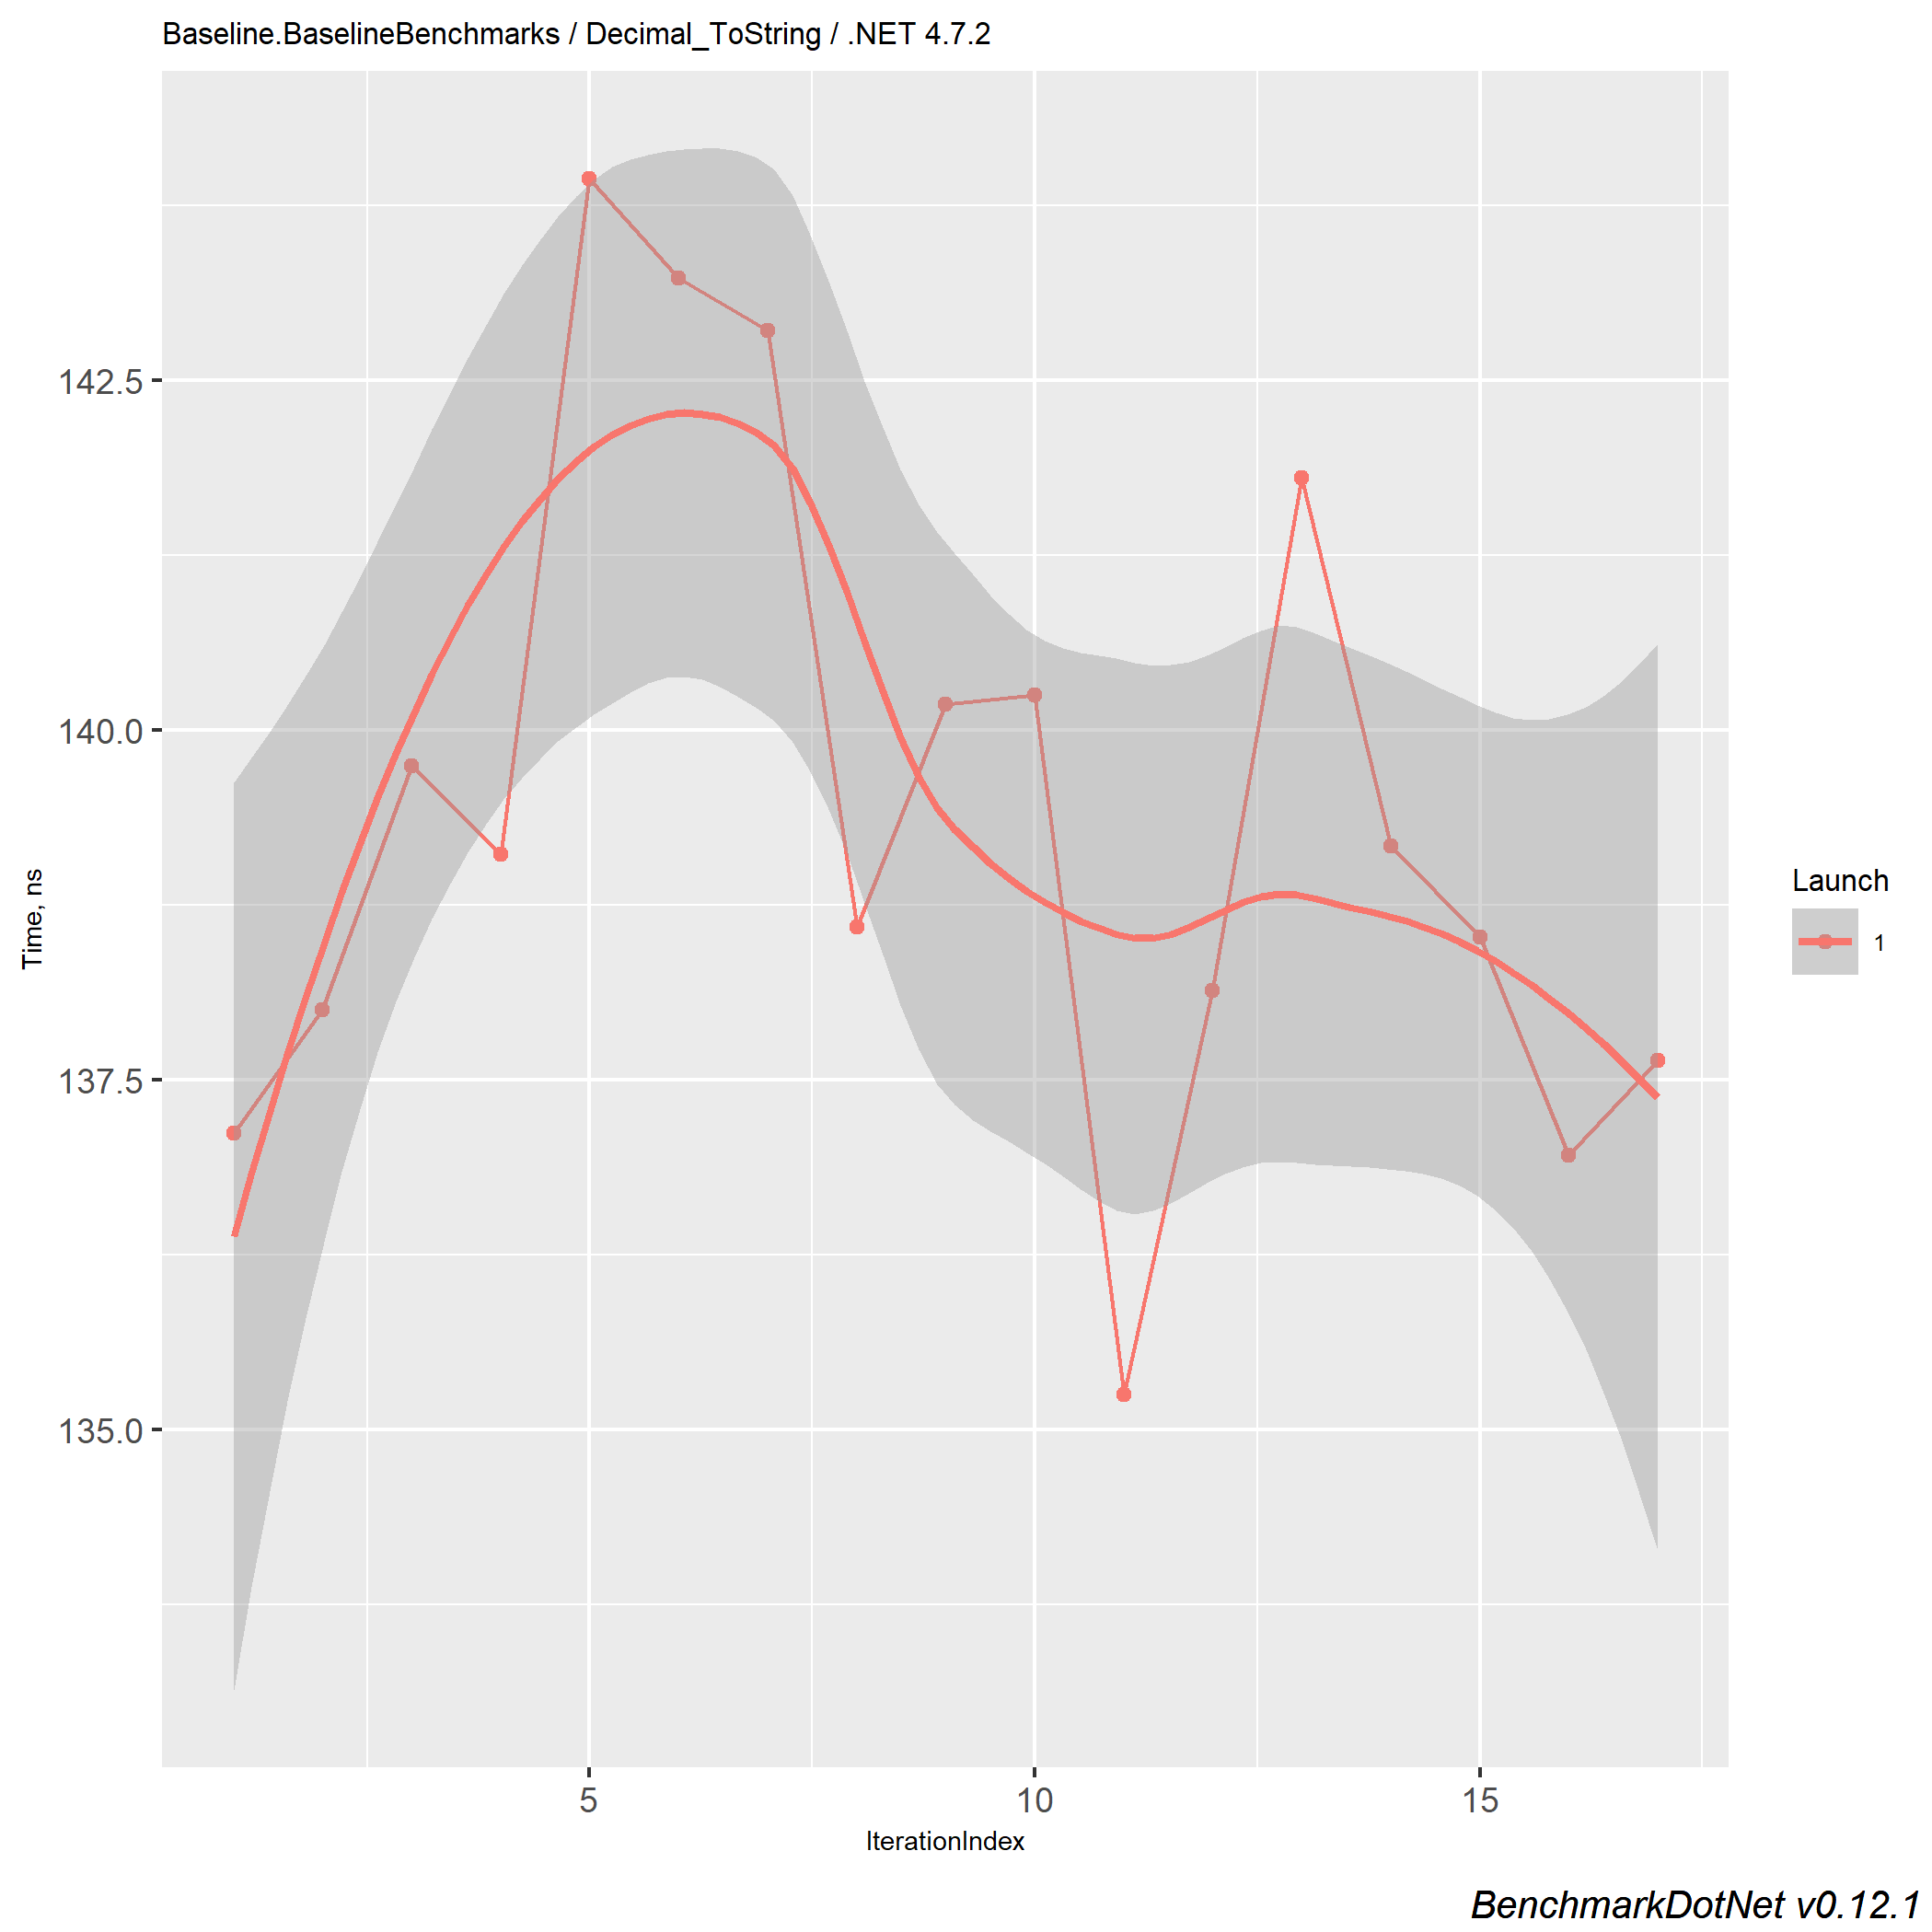 Baseline.BaselineBenchmarks / Decimal_ToString / .NET 4.7.2
142.5
140.0
137.5
135.0
Time, ns
5
10
15
IterationIndex
Launch
1
BenchmarkDotNet v0.12.1